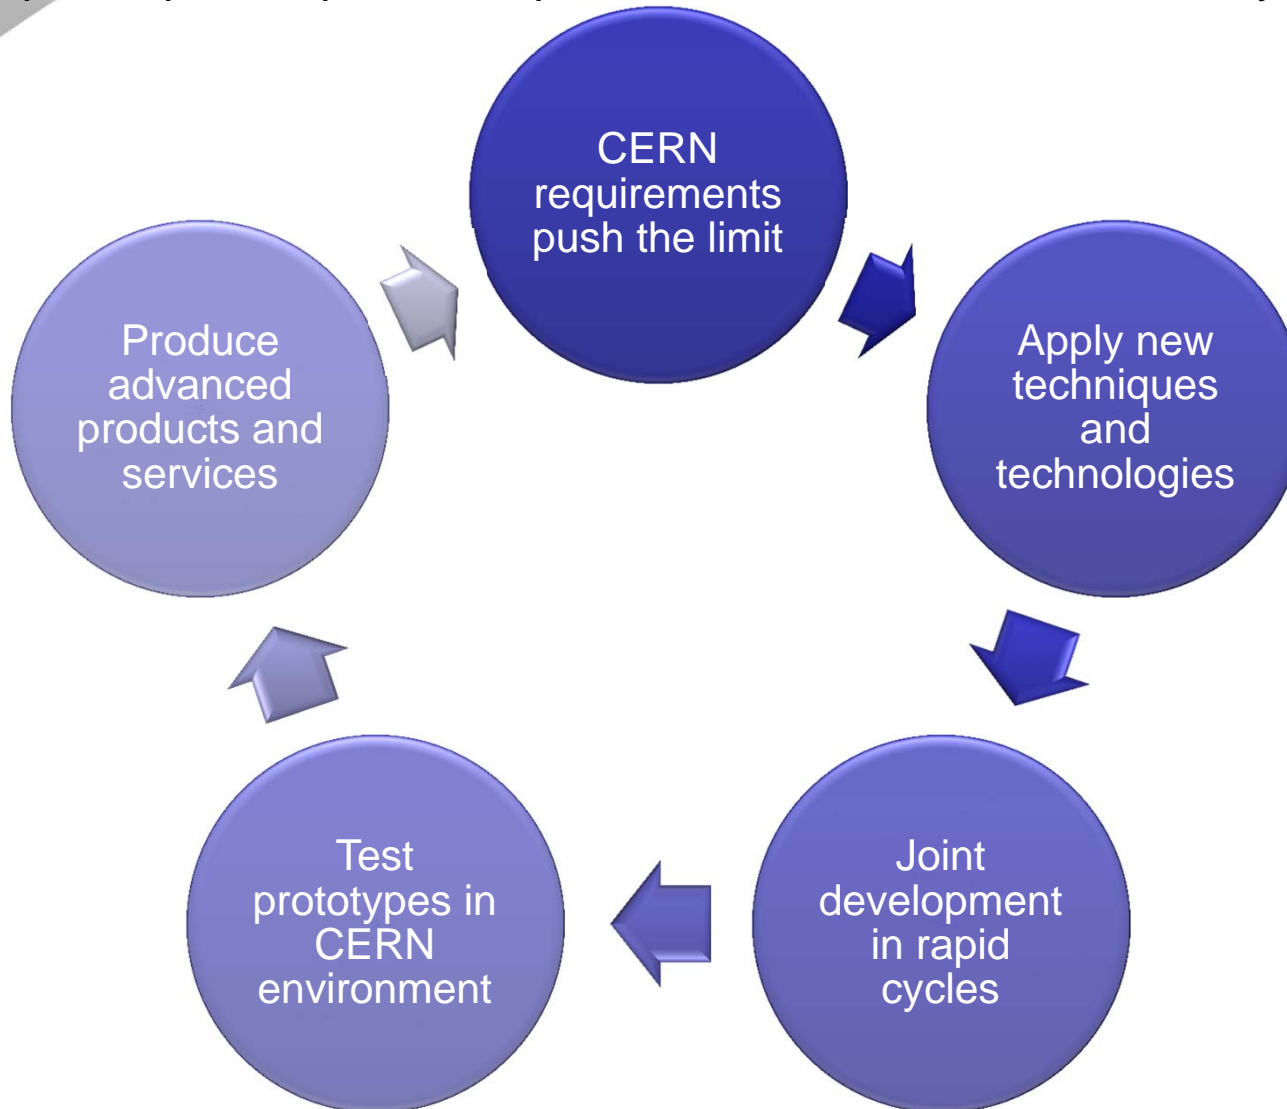 CERN
requirements
push the limit
Apply new
techniques
and
technologies
Joint
development
in rapid
cycles
Test
prototypes in
CERN
environment
Produce
advanced
products and
services